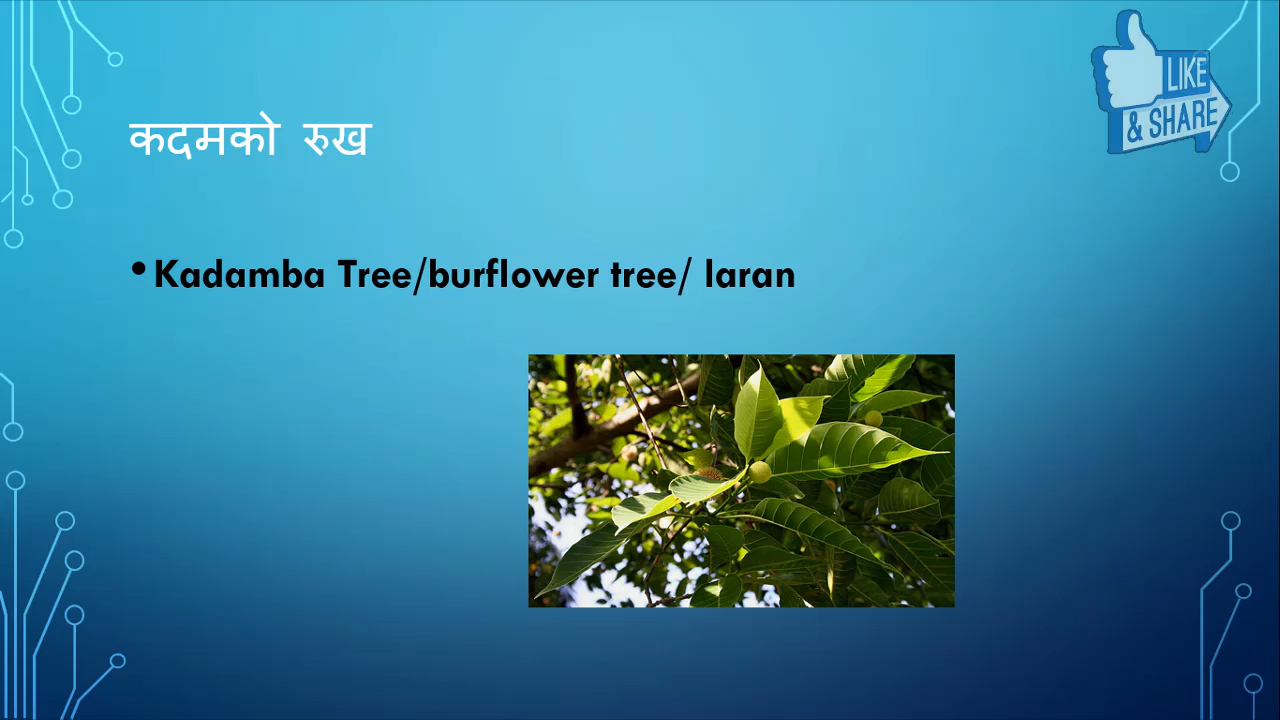 कदमको रुख
LIKE
& SHARE
• Kadamba Tree/burflower tree/ laran